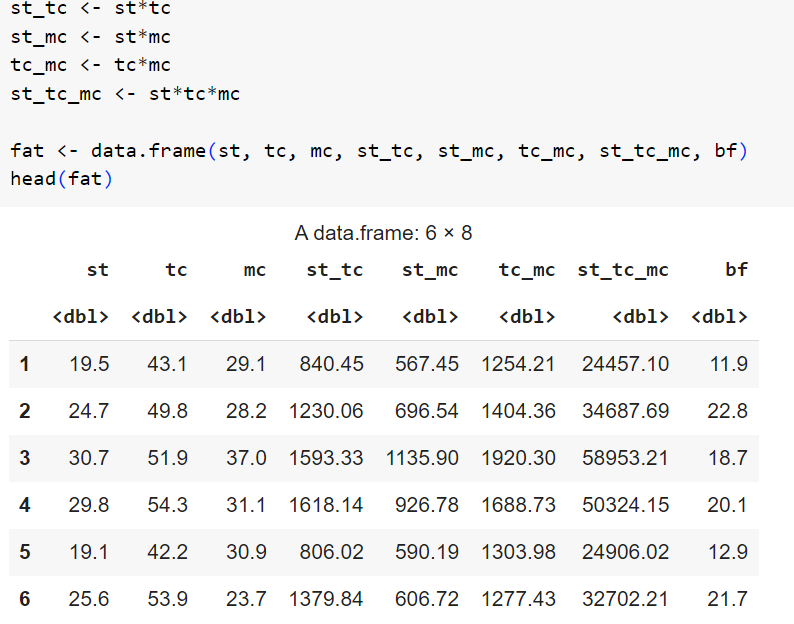 st_tc <- st*tc
st_mc <- st*mc
tc_mc <- tc*mc
st_tc_mc <- st*tc*mc
fat <- data.frame(st, tc, mc, st_tc, st_mc, tc_mc, st_tc_mc, bf)
head(fat)
A data.frame: 6 × 8
st tc mc st_tc st_mc tc_mc st_tc_mc bf
<dbl> <dbl> <dbl> <dbl> <dbl> <dbl> <dbl> <dbl>
1 19.5 43.1 29.1 840.45 567.45 1254.21 24457.10 11.9
2 24.7 49.8 28.2 1230.06 696.54 1404.36 34687.69 22.8
3 30.7 51.9 37.0 1593.33 1135.90 1920.30 58953.21 18.7
4 29.8 54.3 31.1 1618.14 926.78 1688.73 50324.15 20.1
5 19.1 42.2 30.9 806.02 590.19 1303.98 24906.02 12.9
6 25.6 53.9 23.7 1379.84 606.72 1277.43 32702.21 21.7